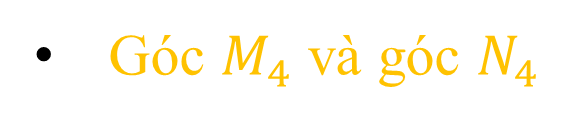 • Góc M₄ và góc N₄